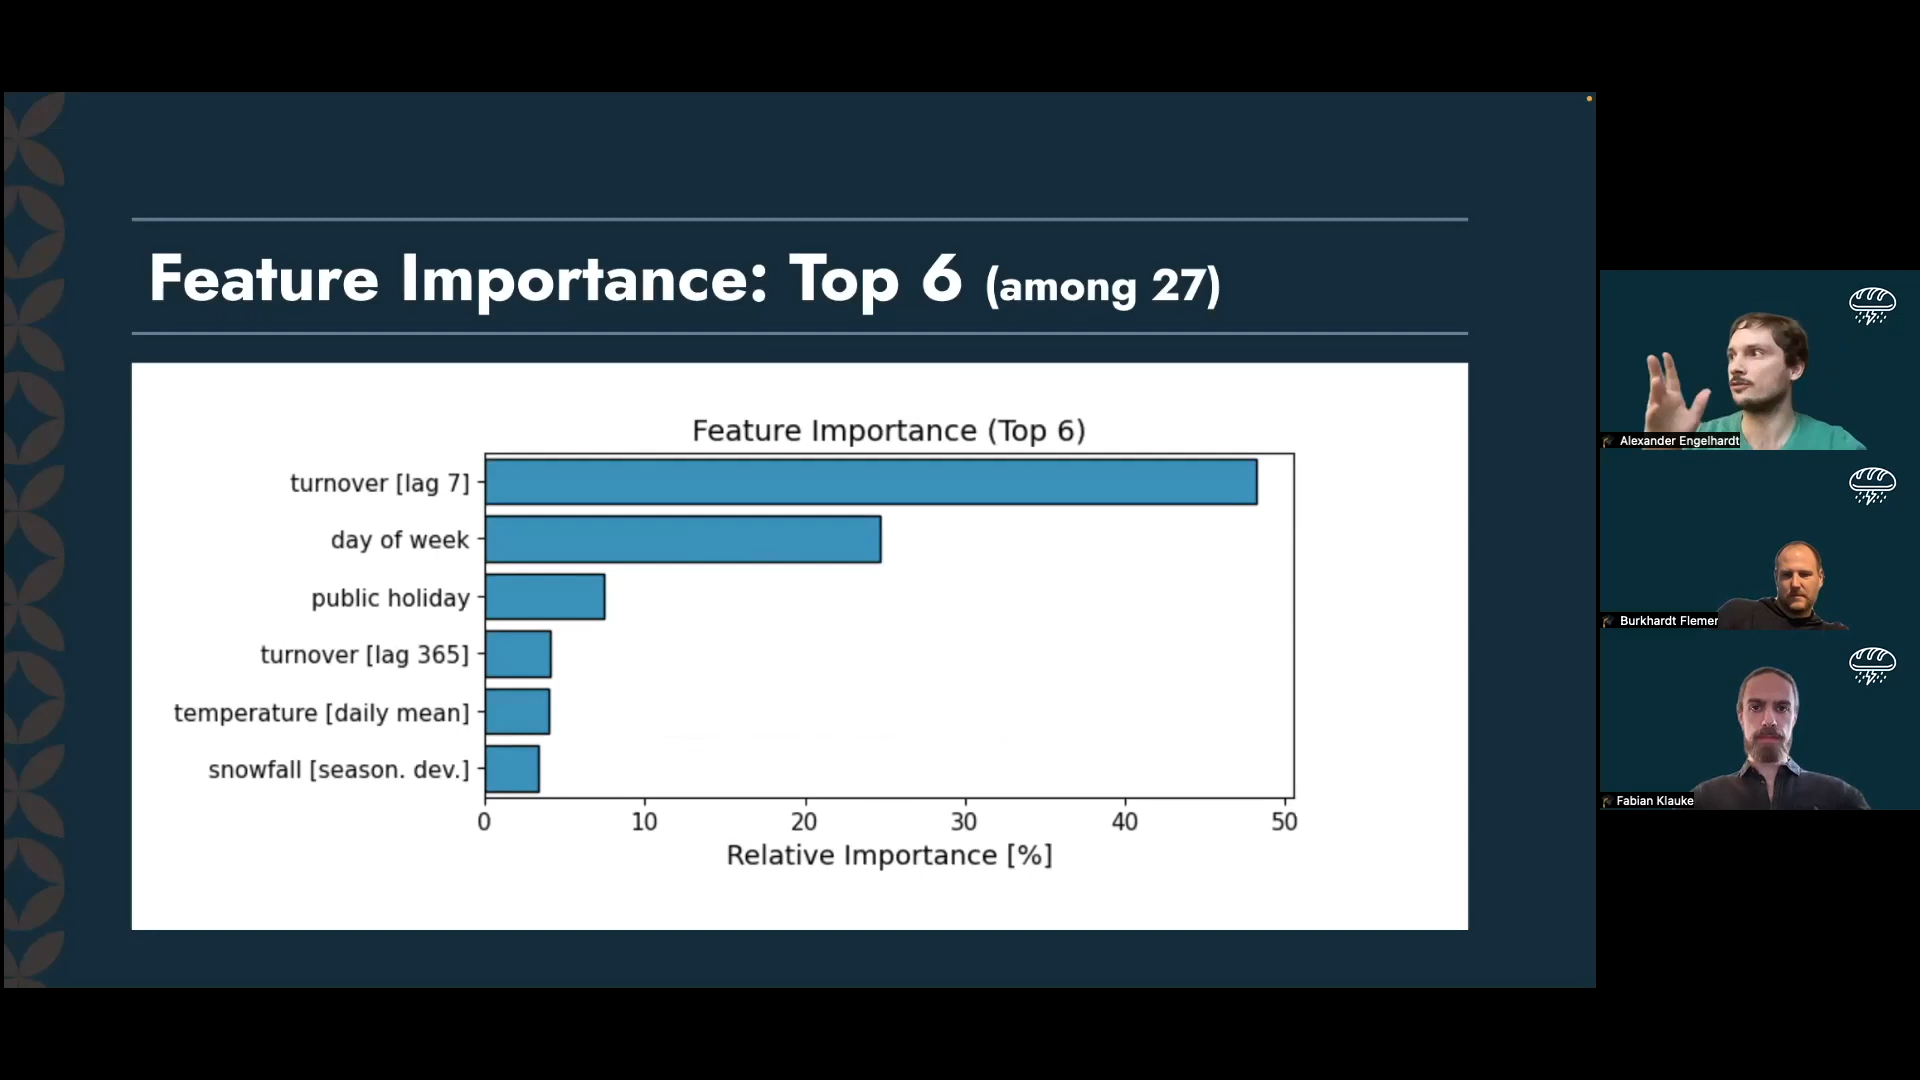 Feature Importance: Top 6 (among 27)
Feature Importance (Top 6)
turnover [lag 7]
day of week
public holiday
turnover [lag 365]
temperature [daily mean]
snowfall [season. dev.]
0 10 20 30 40 50
Relative Importance [%]
Alexander Engelhardt
Burkhardt Flemer
Fabian Klauke